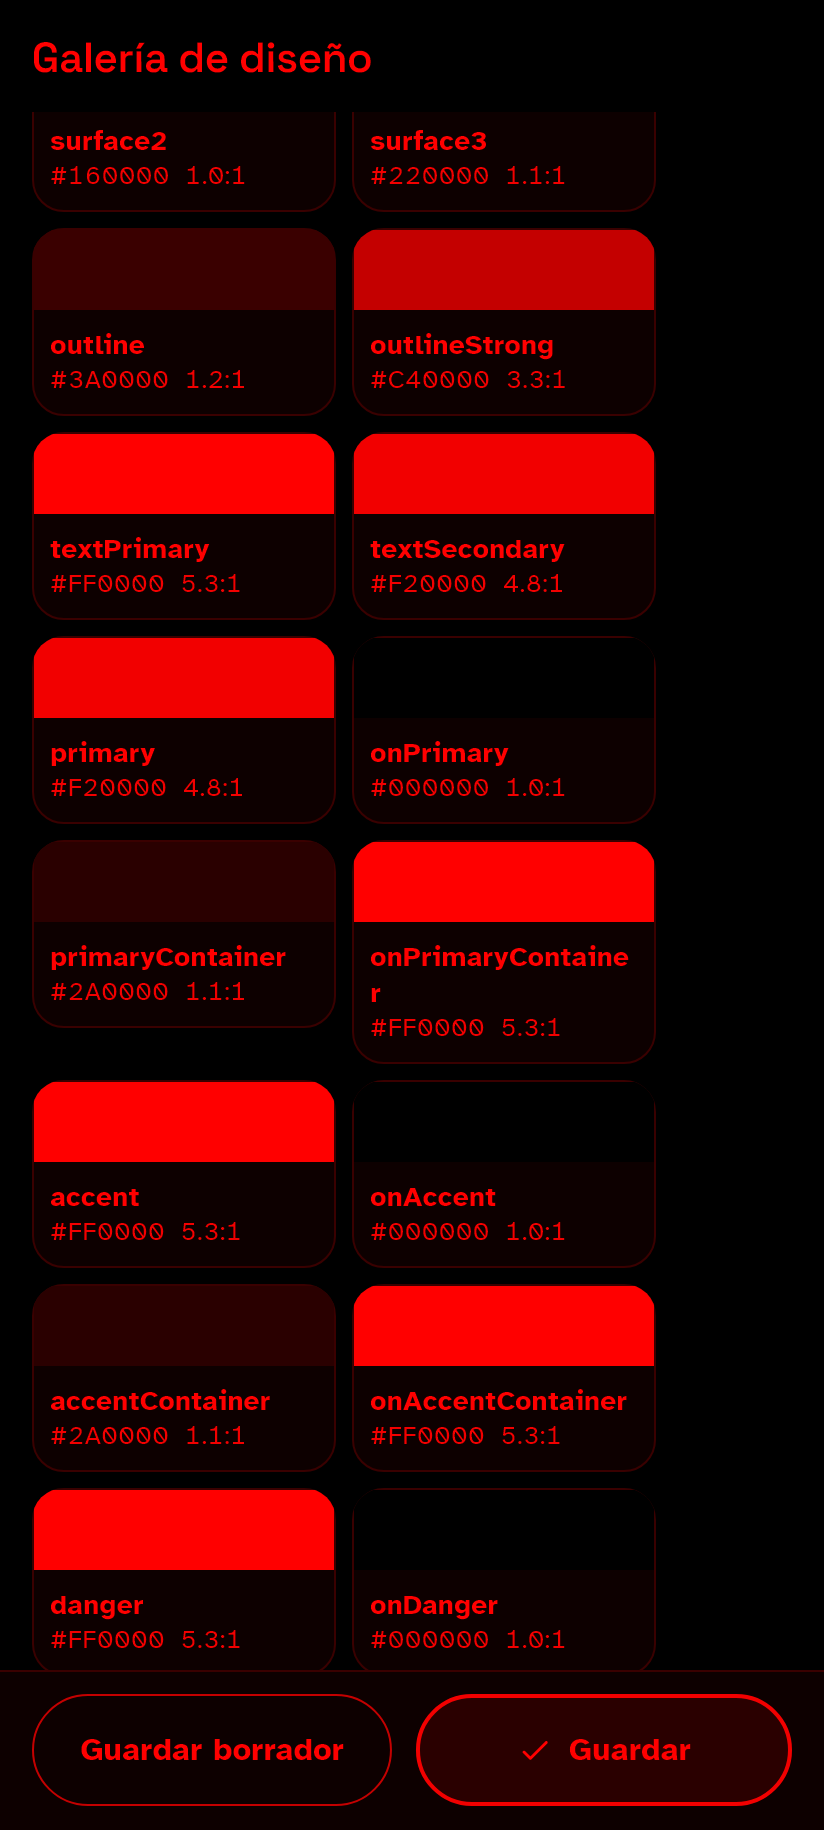 Galería de diseño
surface2
#160000 1.0:1
surface3
#220000 1.1:1
outline
#3A0000 1.2:1
outlineStrong
#C40000 3.3:1
textPrimary
#FF0000 5.3:1
textSecondary
#F20000 4.8:1
primary
#F20000 4.8:1
onPrimary
#000000 1.0:1
primaryContainer
#2A0000 1.1:1
onPrimaryContaine
r
#FF0000 5.3:1
accent
#FF0000 5.3:1
onAccent
#000000 1.0:1
accentContainer
#2A0000 1.1:1
onAccentContainer
#FF0000 5.3:1
danger
#FF0000 5.3:1
onDanger
#000000 1.0:1
Guardar borrador
Guardar